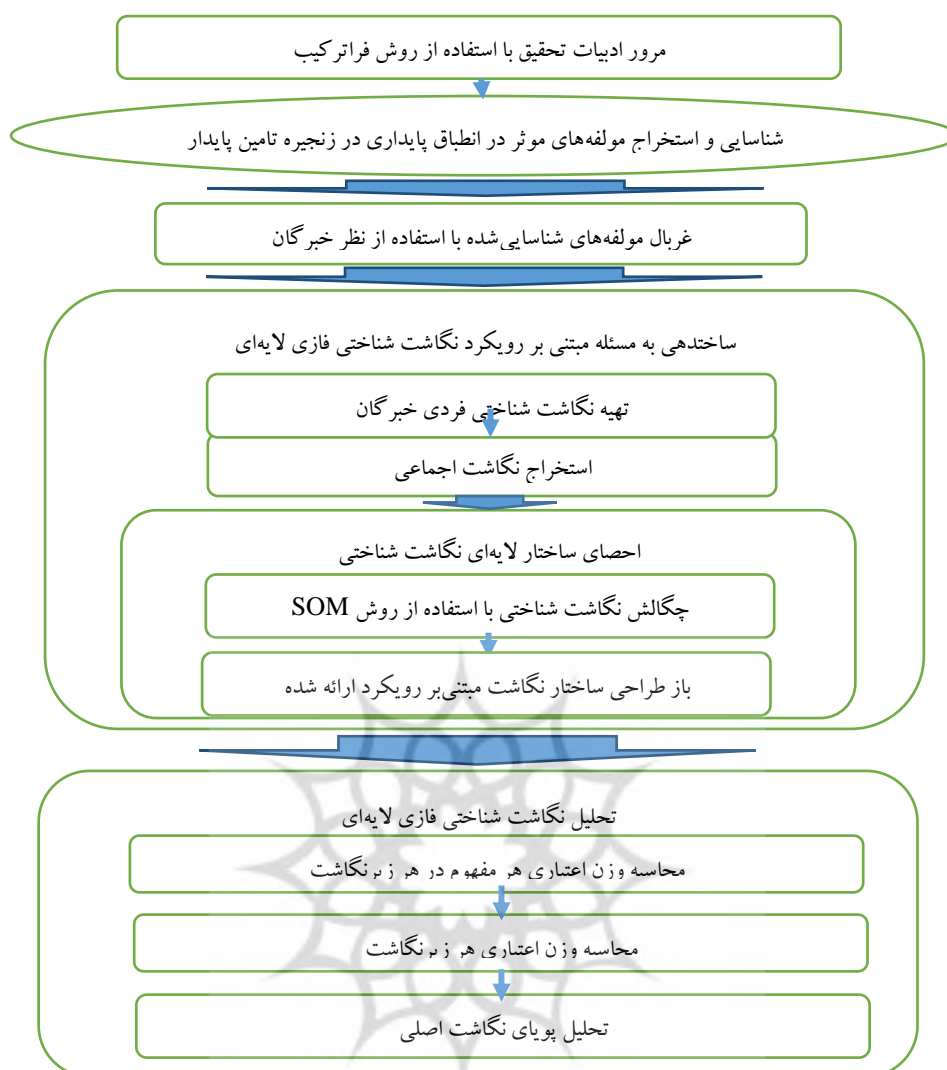 مرور ادبیات تحقیق با استفاده از روش فراترکیب
شناسایی و استخراج مولفه‌های موثر در انطباق پایداری در زنجیره تامین پایدار
غربال مولفه‌های شناسایی‌شده با استفاده از نظر خبرگان
ساختدهی به مسئله مبتنی بر رویکرد نگاشت شناختی فازی لایه‌ای
تهیه نگاشت شناختی فردی خبرگان
استخراج نگاشت اجماعی
احصای ساختار لایه‌ای نگاشت شناختی
چگالش نگاشت شناختی با استفاده از روش SOM
باز طراحی ساختار نگاشت مبتنی‌بر رویکرد ارائه شده
تحلیل نگاشت شناختی فازی لایه‌ای
محاسبه وزن اعتباری هر مفهوم در هر زیرنگاشت
محاسبه وزن اعتباری هر زیرنگاشت
تحلیل پویای نگاشت اصلی